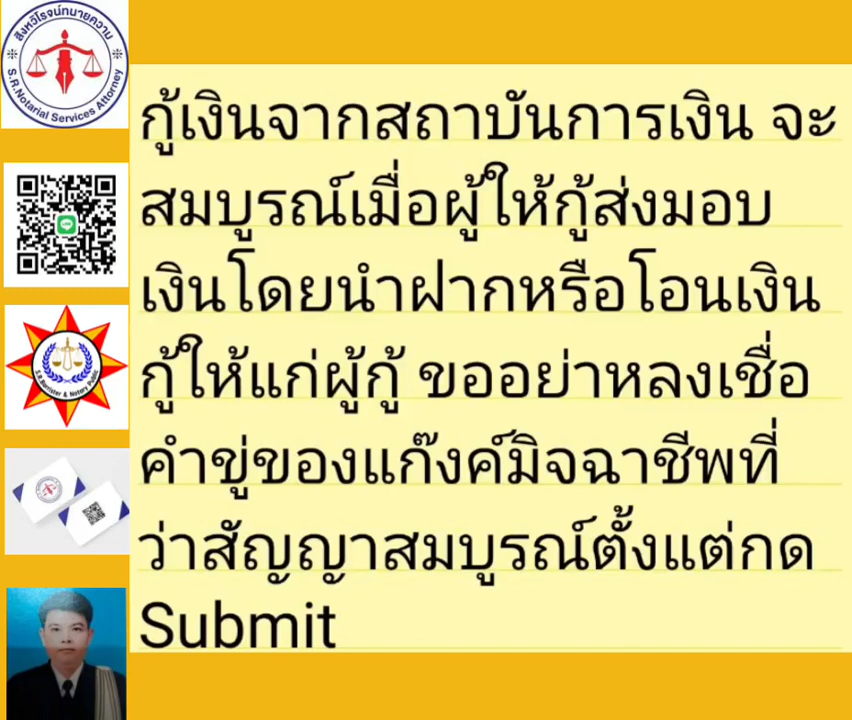 สิงหวิโรจน์ทนายความ
S.R.Notarial Services Attorney
LINE
S.R.Barrister & Notary Public
กู้เงินจากสถาบันการเงิน จะ
สมบูรณ์เมื่อผู้ให้กู้ส่งมอบ
เงินโดยนำฝากหรือโอนเงิน
กู้ให้แก่ผู้กู้ ขออย่าหลงเชื่อ
คำขู่ของแก๊งค์มิจฉาชีพที่
ว่าสัญญาสมบูรณ์ตั้งแต่กด
Submit